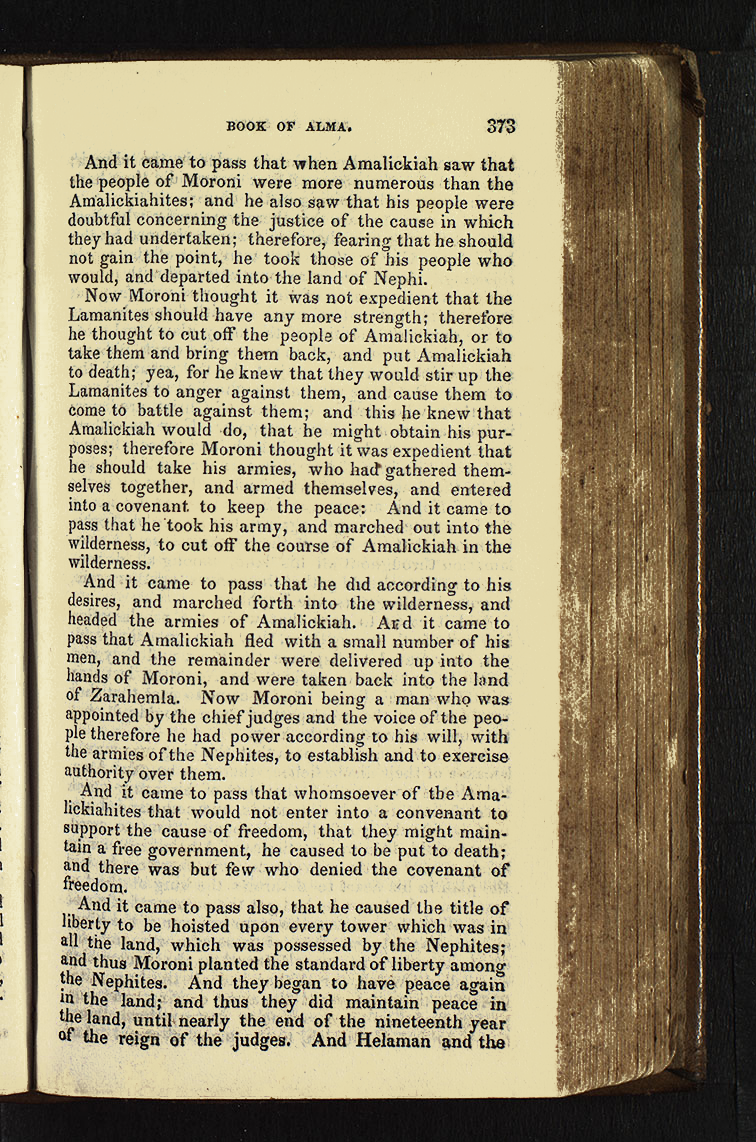 BOOK OF ALMA. 373
And it came to pass that when Amalickiah saw that
the people of Moroni were more numerous than the
Amalickiahites; and he also saw that his people were
doubtful concerning the justice of the cause in which
they had undertaken; therefore, fearing that he should
not gain the point, he took those of his people who
would, and departed into the land of Nephi.
Now Moroni thought it was not expedient that the
Lamanites should have any more strength; therefore
he thought to cut off the people of Amalickiah, or to
take them and bring them back, and put Amalickiah
to death; yea, for he knew that they would stir up the
Lamanites to anger against them, and cause them to
come to battle against them; and this he knew that
Amalickiah would do, that he might obtain his pur-
poses; therefore Moroni thought it was expedient that
he should take his armies, who had gathered them-
selves together, and armed themselves, and entered
into a covenant to keep the peace: And it came to
pass that he took his army, and marched out into the
wilderness, to cut off the course of Amalickiah in the
wilderness.
And it came to pass that he did according to his
desires, and marched forth into the wilderness, and
headed the armies of Amalickiah. And it came to
pass that Amalickiah fled with a small number of his
men, and the remainder were delivered up into the
hands of Moroni, and were taken back into the land
of Zarahemla. Now Moroni being a man who was
appointed by the chief judges and the voice of the peo-
ple therefore he had power according to his will, with
the armies of the Nephites, to establish and to exercise
authority over them.
And it came to pass that whomsoever of the Ama-
lickiahites that would not enter into a convenant to
support the cause of freedom, that they might main-
tain a free government, he caused to be put to death;
and there was but few who denied the covenant of
freedom.
And it came to pass also, that he caused the title of
liberty to be hoisted upon every tower which was in
all the land, which was possessed by the Nephites;
and thus Moroni planted the standard of liberty among
the Nephites. And they began to have peace again
in the land; and thus they did maintain peace in
the land, until nearly the end of the nineteenth year
of the reign of the judges. And Helaman and the